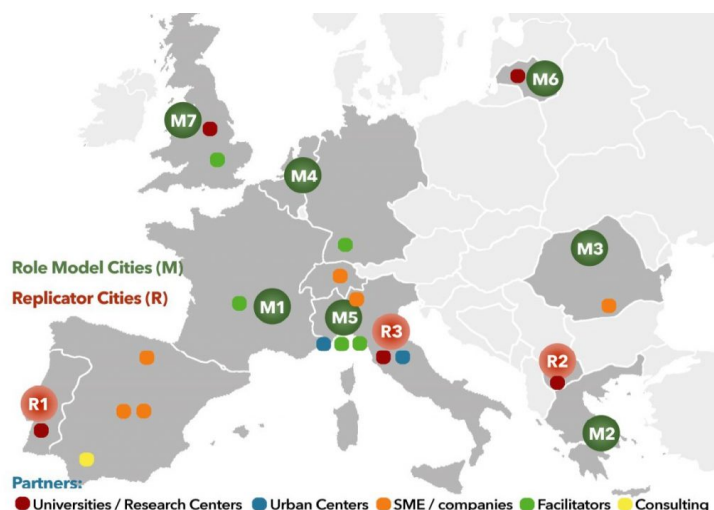 M6
M7
M4
M3
Role Model Cities (M)
Replicator Cities (R)
M1
M5
R3
R2
R1
M2
Partners:
Universities / Research Centers Urban Centers SME / companies Facilitators Consulting